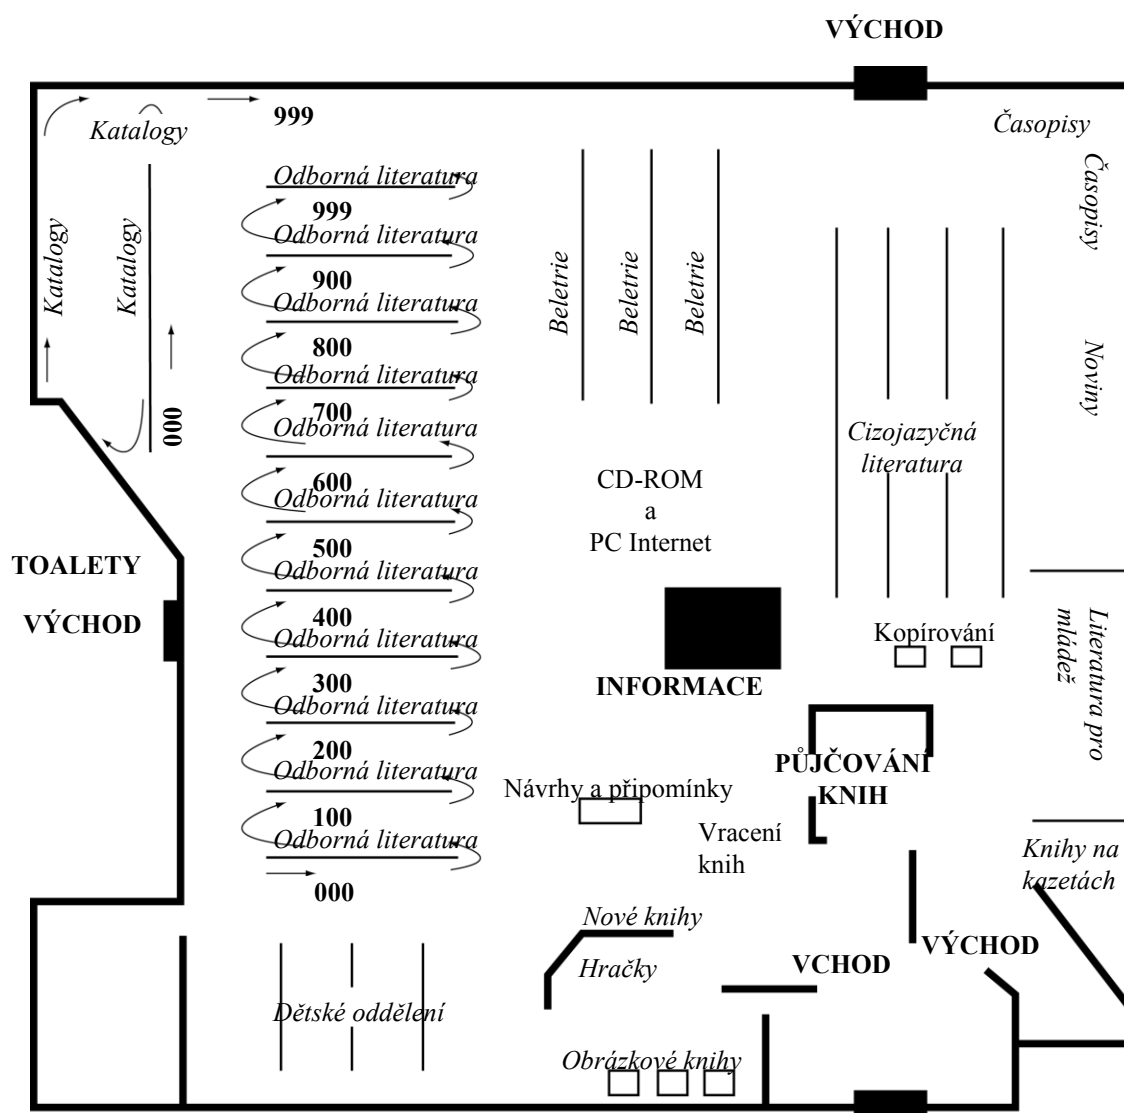 VÝCHOD
999
Katalogy
Časopisy
Odborná literatura
Časopisy
999
Katalogy
Katalogy
Odborná literatura
Beletrie
Beletrie
Beletrie
900
Odborná literatura
800
Noviny
Odborná literatura
000
700
Odborná literatura
Cizojazyčná
literatura
600
Odborná literatura
CD-ROM
a
PC Internet
500
TOALETY
Odborná literatura
400
VÝCHOD
Odborná literatura
Kopírování
Literatura pro
mládež
300
INFORMACE
Odborná literatura
200
Odborná literatura
PŮJČOVÁNÍ
KNIH
Návrhy a připomínky
100
Odborná literatura
Vracení
knih
Knihy na
kazetách
000
Nové knihy
VÝCHOD
Hračky
VCHOD
Dětské oddělení
Obrázkové knihy